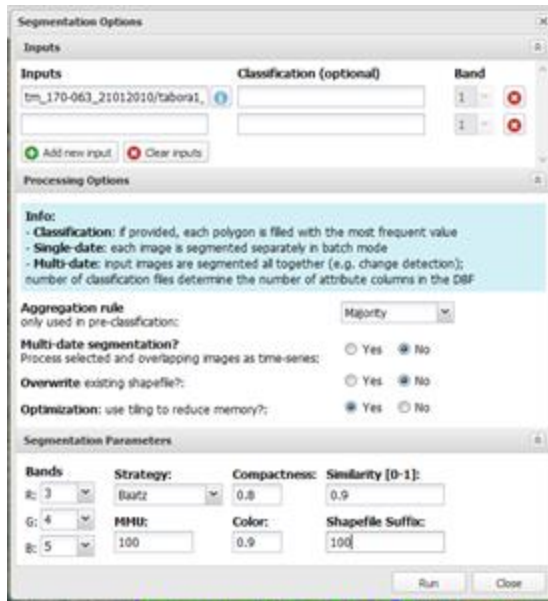 Segmentation Options
Inputs
Inputs Classification (optional) Band
tm_170-063_21012010/tabora1_ 1
1
Add new input Clear inputs
Processing Options
Info:
- Classification: if provided, each polygon is filled with the most frequent value
- Single-date: each image is segmented separately in batch mode
- Multi-date: input images are segmented all together (e.g. change detection);
number of classification files determine the number of attribute columns in the DBF
Aggregation rule
only used in pre-classification: Majority
Multi-date segmentation?
Process selected and overlapping images as time-series: Yes No
Overwrite existing shapefile?: Yes No
Optimization: use tiling to reduce memory?: Yes No
Segmentation Parameters
Bands Strategy: Compactness: Similarity [0-1]:
R: 3 Baatz 0.8 0.9
G: 4 MMU: Color: Shapefile Suffix:
B: 5 100 0.9 100
Run Close